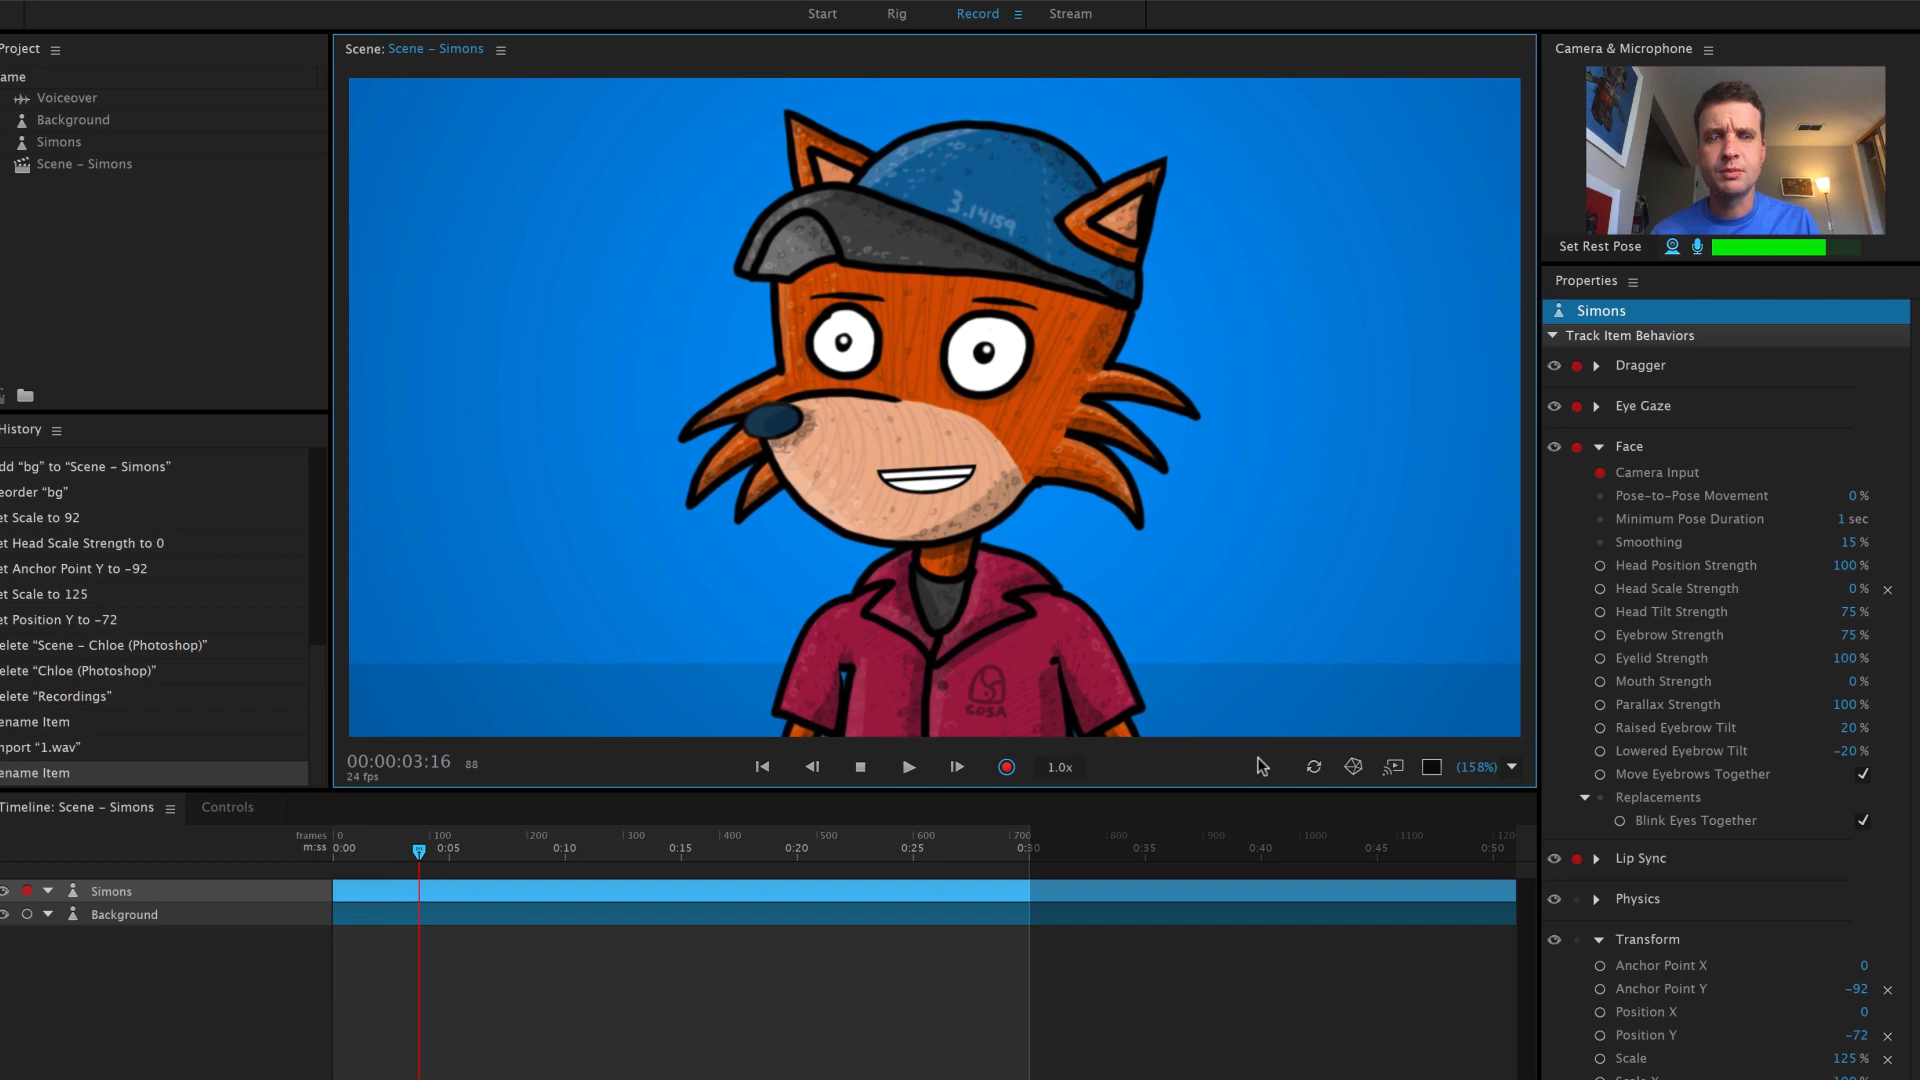 Start Rig Record Stream
Project
ame
Voiceover
Background
Simons
Scene – Simons
History
dd “bg” to “Scene – Simons”
eorder “bg”
et Scale to 92
et Head Scale Strength to 0
et Anchor Point Y to –92
et Scale to 125
et Position Y to –72
elete “Scene – Chloe (Photoshop)”
elete “Chloe (Photoshop)”
elete “Recordings”
ename Item
mport “1.wav”
ename Item
Scene: Scene – Simons
3.14159
COSA
00:00:03:16 88
24 fps
1.0x
(158%)
Camera & Microphone
Set Rest Pose
Properties
Simons
Track Item Behaviors
Dragger
Eye Gaze
Face
Camera Input
Pose-to-Pose Movement 0 %
Minimum Pose Duration 1 sec
Smoothing 15 %
Head Position Strength 100 %
Head Scale Strength 0 %
Head Tilt Strength 75 %
Eyebrow Strength 75 %
Eyelid Strength 100 %
Mouth Strength 0 %
Parallax Strength 100 %
Raised Eyebrow Tilt 20 %
Lowered Eyebrow Tilt –20 %
Move Eyebrows Together
Replacements
Blink Eyes Together
Lip Sync
Physics
Transform
Anchor Point X 0
Anchor Point Y –92
Position X 0
Position Y –72
Scale 125 %
Timeline: Scene – Simons Controls
frames 0 100 200 300 400 500 600 700 800 900 1000 1100 120
m:ss 0:00 0:05 0:10 0:15 0:20 0:25 0:30 0:35 0:40 0:45 0:50
Simons
Background